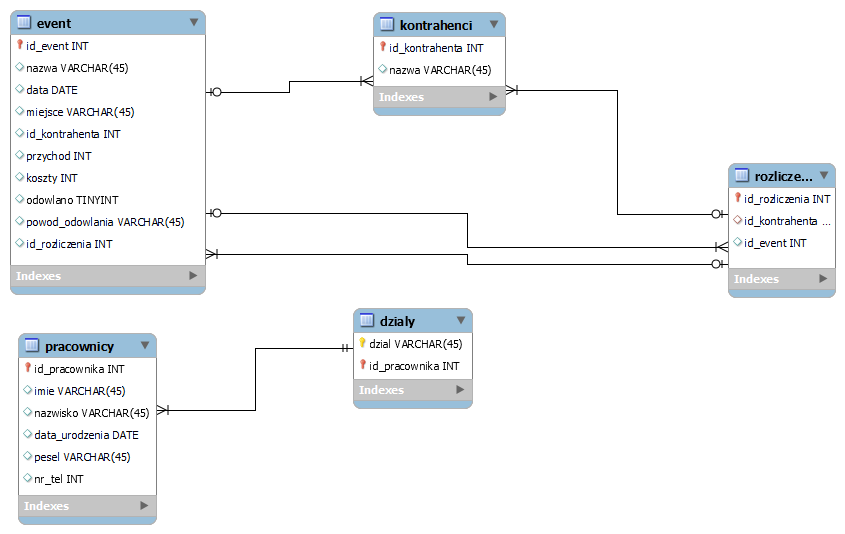 event
id_event INT
nazwa VARCHAR(45)
data DATE
miejsce VARCHAR(45)
id_kontrahenta INT
przychod INT
koszty INT
odowlano TINYINT
powod_odowlania VARCHAR(45)
id_rozliczenia INT
Indexes
kontrahenci
id_kontrahenta INT
nazwa VARCHAR(45)
Indexes
rozlicze...
id_rozliczenia INT
id_kontrahenta ...
id_event INT
Indexes
pracownicy
id_pracownika INT
imie VARCHAR(45)
nazwisko VARCHAR(45)
data_urodzenia DATE
pesel VARCHAR(45)
nr_tel INT
Indexes
dzialy
dzial VARCHAR(45)
id_pracownika INT
Indexes